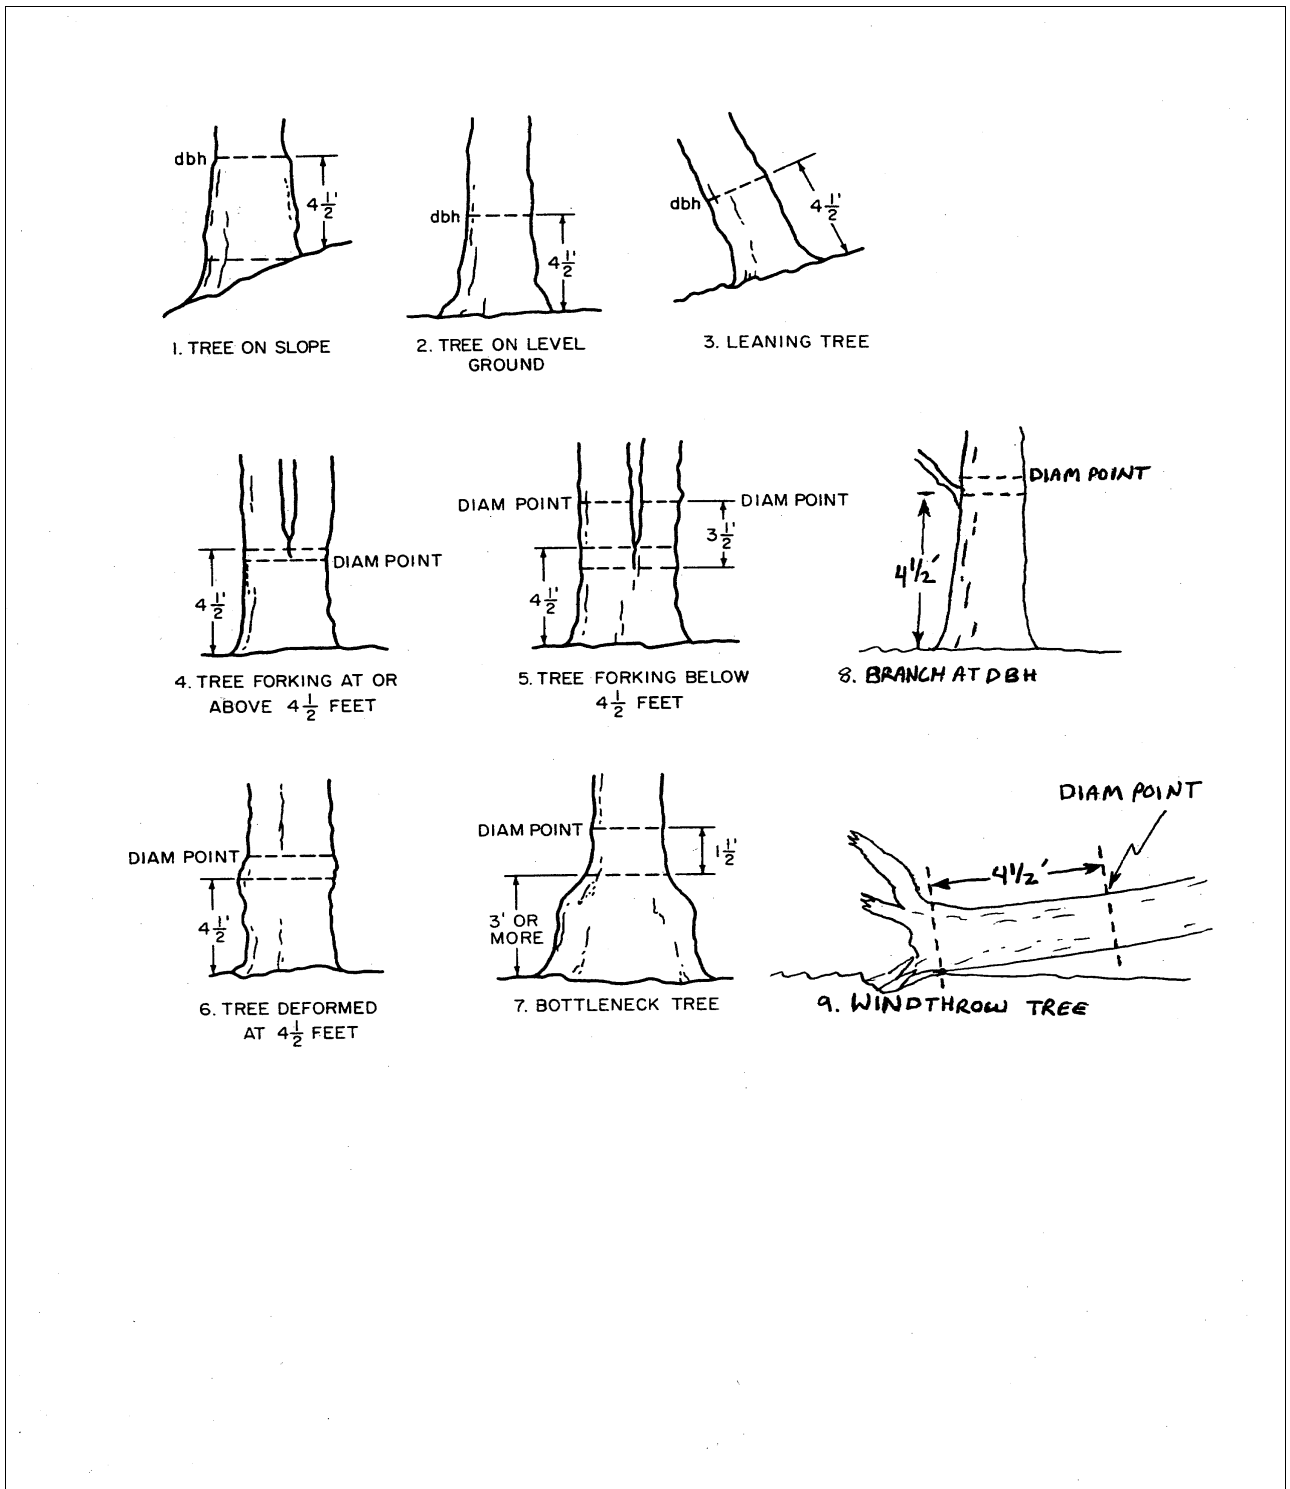 dbh
4 1/2'
1. TREE ON SLOPE
dbh
4 1/2'
2. TREE ON LEVEL
GROUND
dbh
4 1/2'
3. LEANING TREE
4 1/2'
DIAM POINT
4. TREE FORKING AT OR
ABOVE 4 1/2 FEET
DIAM POINT
DIAM POINT
3 1/2'
4 1/2'
5. TREE FORKING BELOW
4 1/2 FEET
DIAM POINT
4 1/2'
8. BRANCH AT DBH
DIAM POINT
4 1/2'
6. TREE DEFORMED
AT 4 1/2 FEET
DIAM POINT
1 1/2'
3' OR
MORE
7. BOTTLENECK TREE
DIAM POINT
4 1/2'
9. WINDTHROW TREE